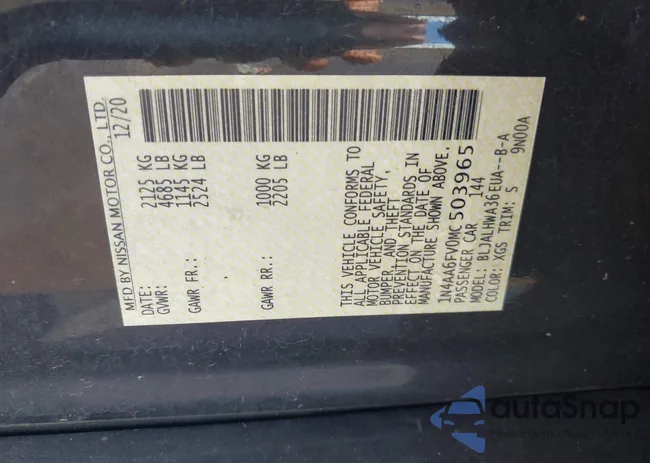 MFD BY NISSAN MOTOR CO., LTD.
DATE: 12/20
GVWR: 2125 KG
4685 LB
GAWR FR.: 1145 KG
2524 LB
GAWR RR.: 1000 KG
2205 LB
THIS VEHICLE CONFORMS TO
ALL APPLICABLE FEDERAL
MOTOR VEHICLE SAFETY,
BUMPER, AND THEFT
PREVENTION STANDARDS IN
EFFECT ON THE DATE OF
MANUFACTURE SHOWN ABOVE.
1N4AA6FV0MC503965
PASSENGER CAR 144
MODEL: BLJALHWA36EUA--B-A
COLOR: XGS TRIM: S 9N00A
autoSnap